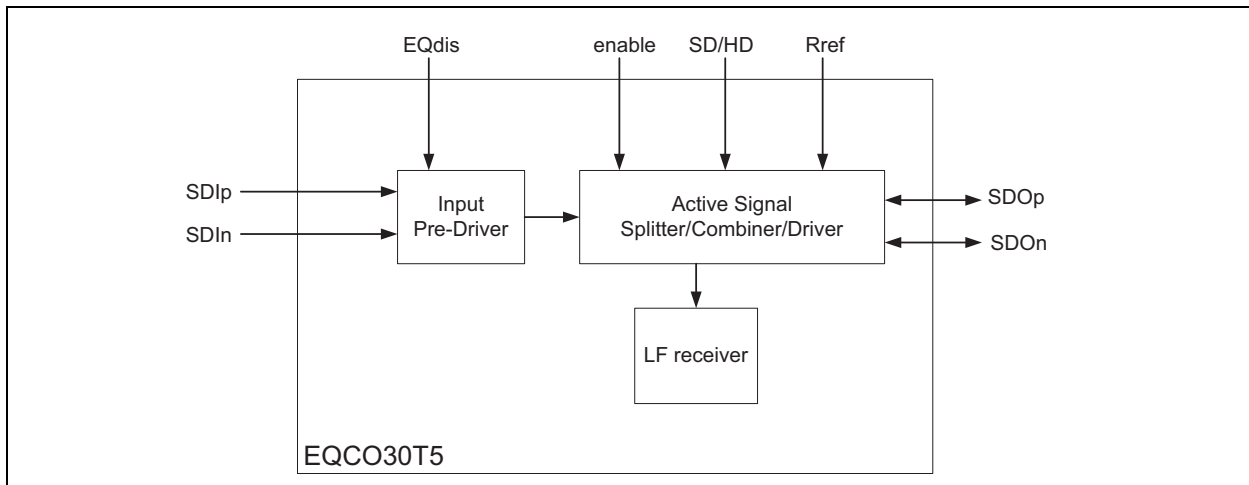 EQdis
enable
SD/HD
Rref
SDIp
SDIn
Input
Pre-Driver
Active Signal
Splitter/Combiner/Driver
SDOp
SDOn
LF receiver
EQCO30T5